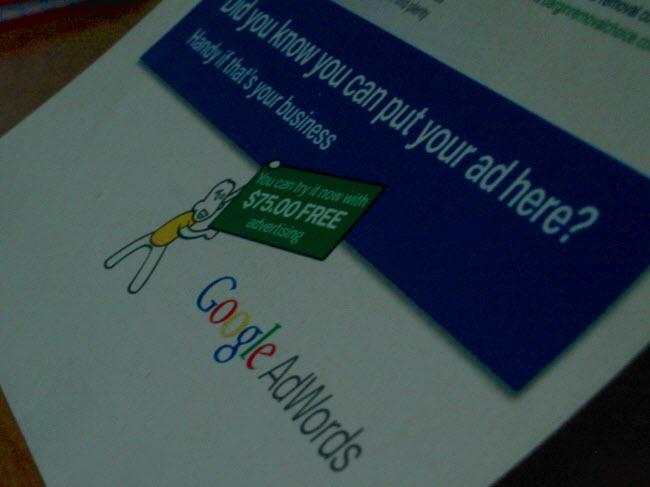 Did you know you can put your ad here?
Handy if that's your business
You can try it now with
$75.00 FREE
advertising
Google AdWords